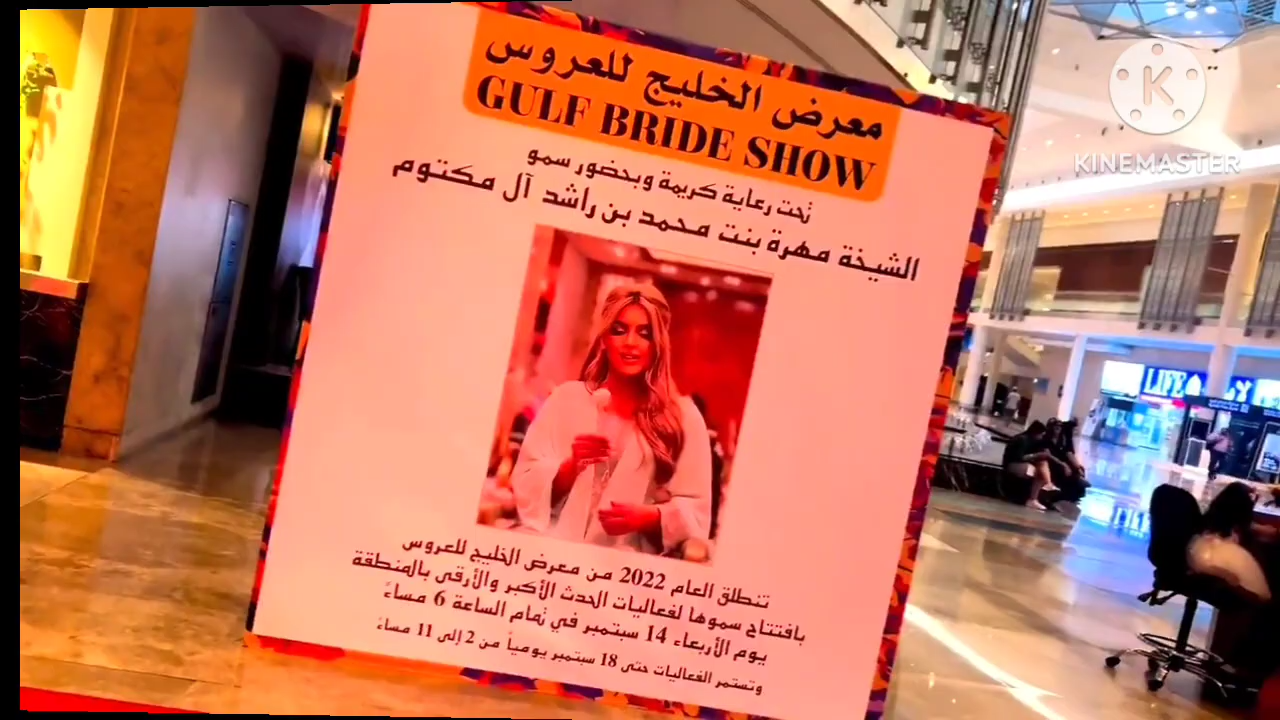 معرض الخليج للعروس
GULF BRIDE SHOW
تحت رعاية كريمة وبحضور سمو
الشيخة مهرة بنت محمد بن راشد آل مكتوم
تنطلق العام 2022 من معرض الخليج للعروس
بافتتاح سموها لفعاليات الحدث الأكبر والأرقى بالمنطقة
يوم الأربعاء 14 سبتمبر في تمام الساعة 6 مساءً
وتستمر الفعاليات حتى 18 سبتمبر يومياً من 2 إلى 11 مساءً
K
KINEMASTER
LIFE